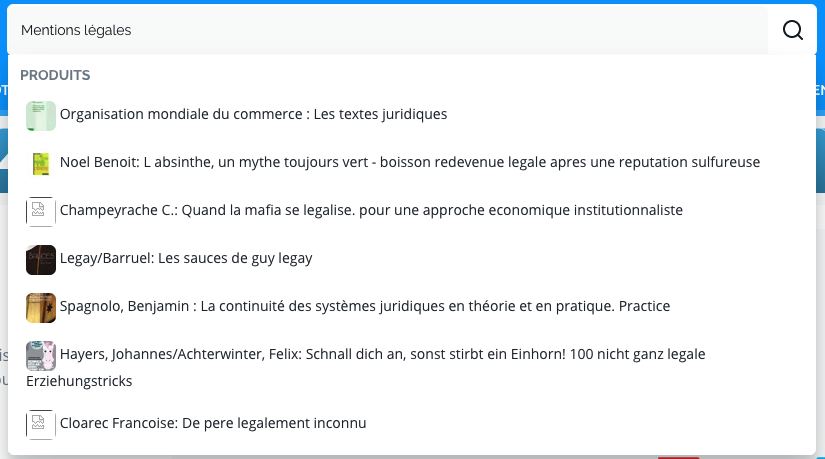 Mentions légales
PRODUITS
Organisation mondiale du commerce : Les textes juridiques
Noel Benoit: L absinthe, un mythe toujours vert - boisson redevenue legale apres une reputation sulfureuse
Champeyrache C.: Quand la mafia se legalise. pour une approche economique institutionnaliste
Legay/Barruel: Les sauces de guy legay
Spagnolo, Benjamin : La continuité des systèmes juridiques en théorie et en pratique. Practice
Hayers, Johannes/Achterwinter, Felix: Schnall dich an, sonst stirbt ein Einhorn! 100 nicht ganz legale
Erziehungstricks
Cloarec Francoise: De pere legalement inconnu